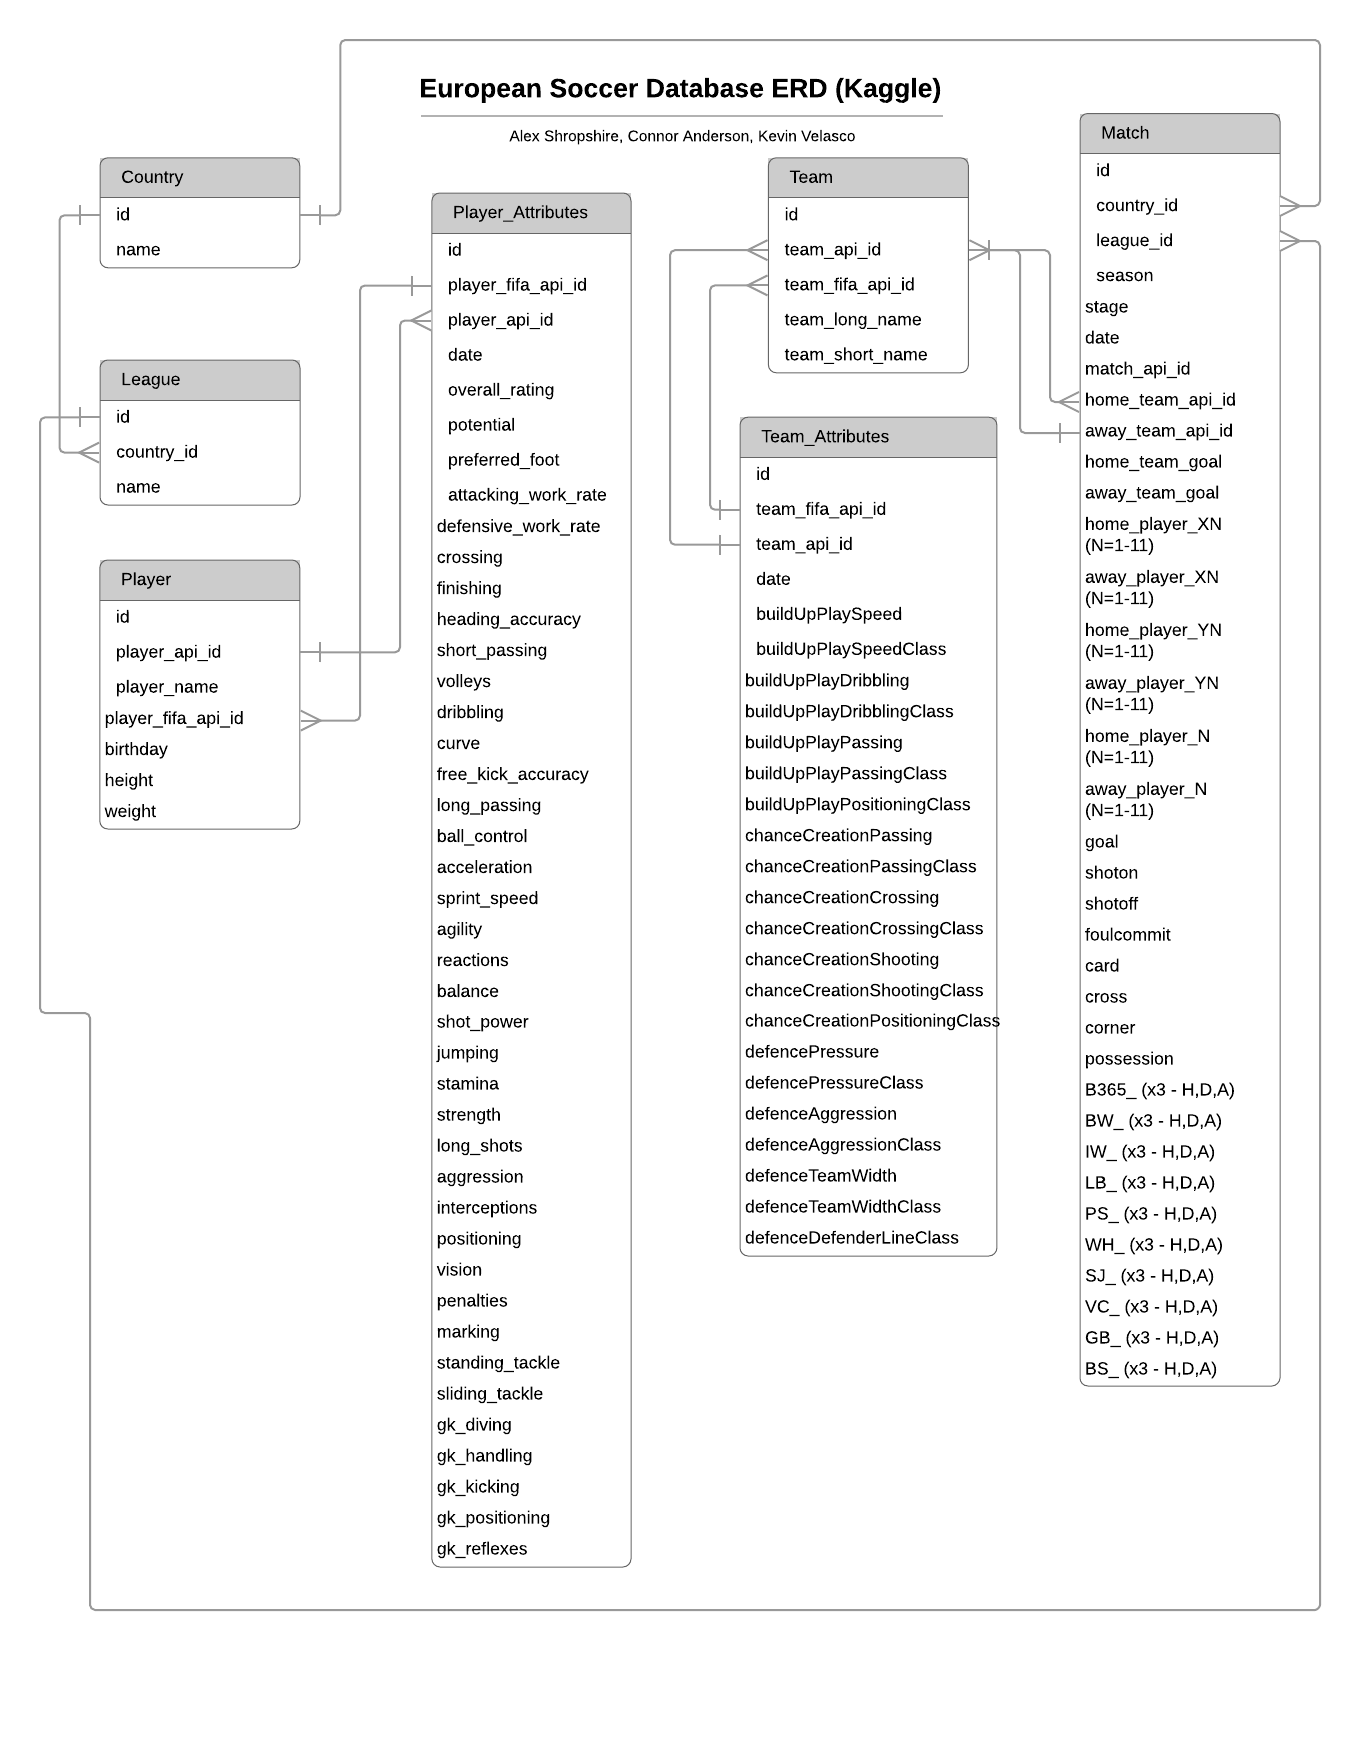 European Soccer Database ERD (Kaggle)
Alex Shropshire, Connor Anderson, Kevin Velasco
Country
id
name
League
id
country_id
name
Player
id
player_api_id
player_name
player_fifa_api_id
birthday
height
weight
Player_Attributes
id
player_fifa_api_id
player_api_id
date
overall_rating
potential
preferred_foot
attacking_work_rate
defensive_work_rate
crossing
finishing
heading_accuracy
short_passing
volleys
dribbling
curve
free_kick_accuracy
long_passing
ball_control
acceleration
sprint_speed
agility
reactions
balance
shot_power
jumping
stamina
strength
long_shots
aggression
interceptions
positioning
vision
penalties
marking
standing_tackle
sliding_tackle
gk_diving
gk_handling
gk_kicking
gk_positioning
gk_reflexes
Team
id
team_api_id
team_fifa_api_id
team_long_name
team_short_name
Team_Attributes
id
team_fifa_api_id
team_api_id
date
buildUpPlaySpeed
buildUpPlaySpeedClass
buildUpPlayDribbling
buildUpPlayDribblingClass
buildUpPlayPassing
buildUpPlayPassingClass
buildUpPlayPositioningClass
chanceCreationPassing
chanceCreationPassingClass
chanceCreationCrossing
chanceCreationCrossingClass
chanceCreationShooting
chanceCreationShootingClass
chanceCreationPositioningClass
defencePressure
defencePressureClass
defenceAggression
defenceAggressionClass
defenceTeamWidth
defenceTeamWidthClass
defenceDefenderLineClass
Match
id
country_id
league_id
season
stage
date
match_api_id
home_team_api_id
away_team_api_id
home_team_goal
away_team_goal
home_player_XN
(N=1-11)
away_player_XN
(N=1-11)
home_player_YN
(N=1-11)
away_player_YN
(N=1-11)
home_player_N
(N=1-11)
away_player_N
(N=1-11)
goal
shoton
shotoff
foulcommit
card
cross
corner
possession
B365_ (x3 - H,D,A)
BW_ (x3 - H,D,A)
IW_ (x3 - H,D,A)
LB_ (x3 - H,D,A)
PS_ (x3 - H,D,A)
WH_ (x3 - H,D,A)
SJ_ (x3 - H,D,A)
VC_ (x3 - H,D,A)
GB_ (x3 - H,D,A)
BS_ (x3 - H,D,A)